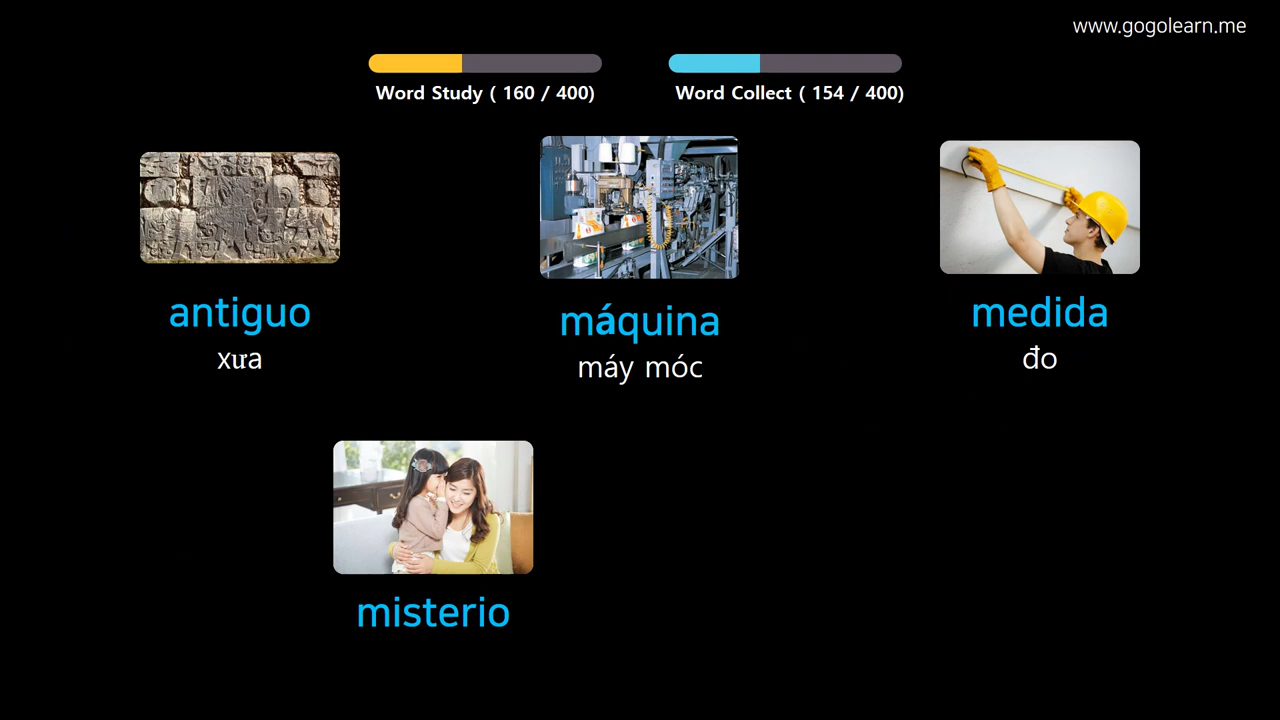 www.gogolearn.me
Word Study ( 160 / 400)
Word Collect ( 154 / 400)
antiguo
xưa
máquina
máy móc
medida
đo
misterio